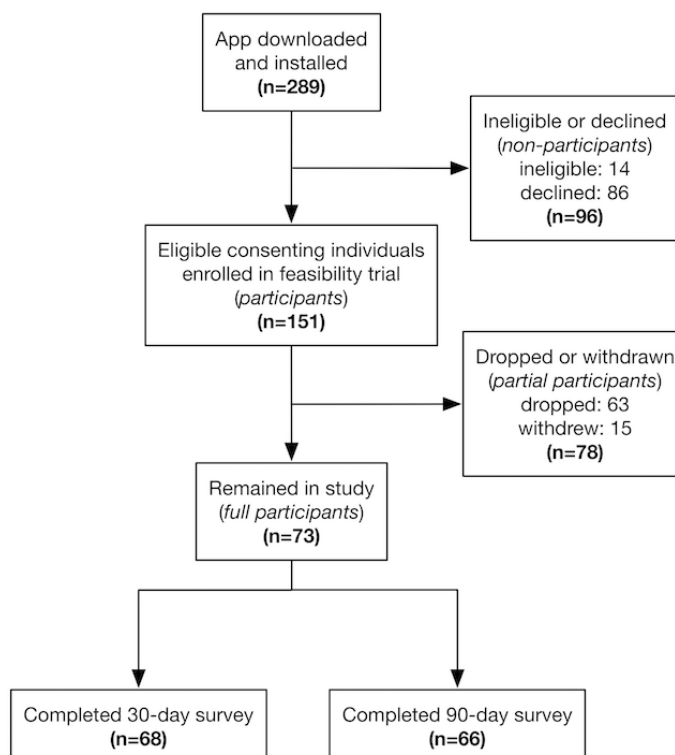 App downloaded
and installed
(n=289)
Ineligible or declined
(non-participants)
ineligible: 14
declined: 86
(n=96)
Eligible consenting individuals
enrolled in feasibility trial
(participants)
(n=151)
Dropped or withdrawn
(partial participants)
dropped: 63
withdrew: 15
(n=78)
Remained in study
(full participants)
(n=73)
Completed 30-day survey
(n=68)
Completed 90-day survey
(n=66)